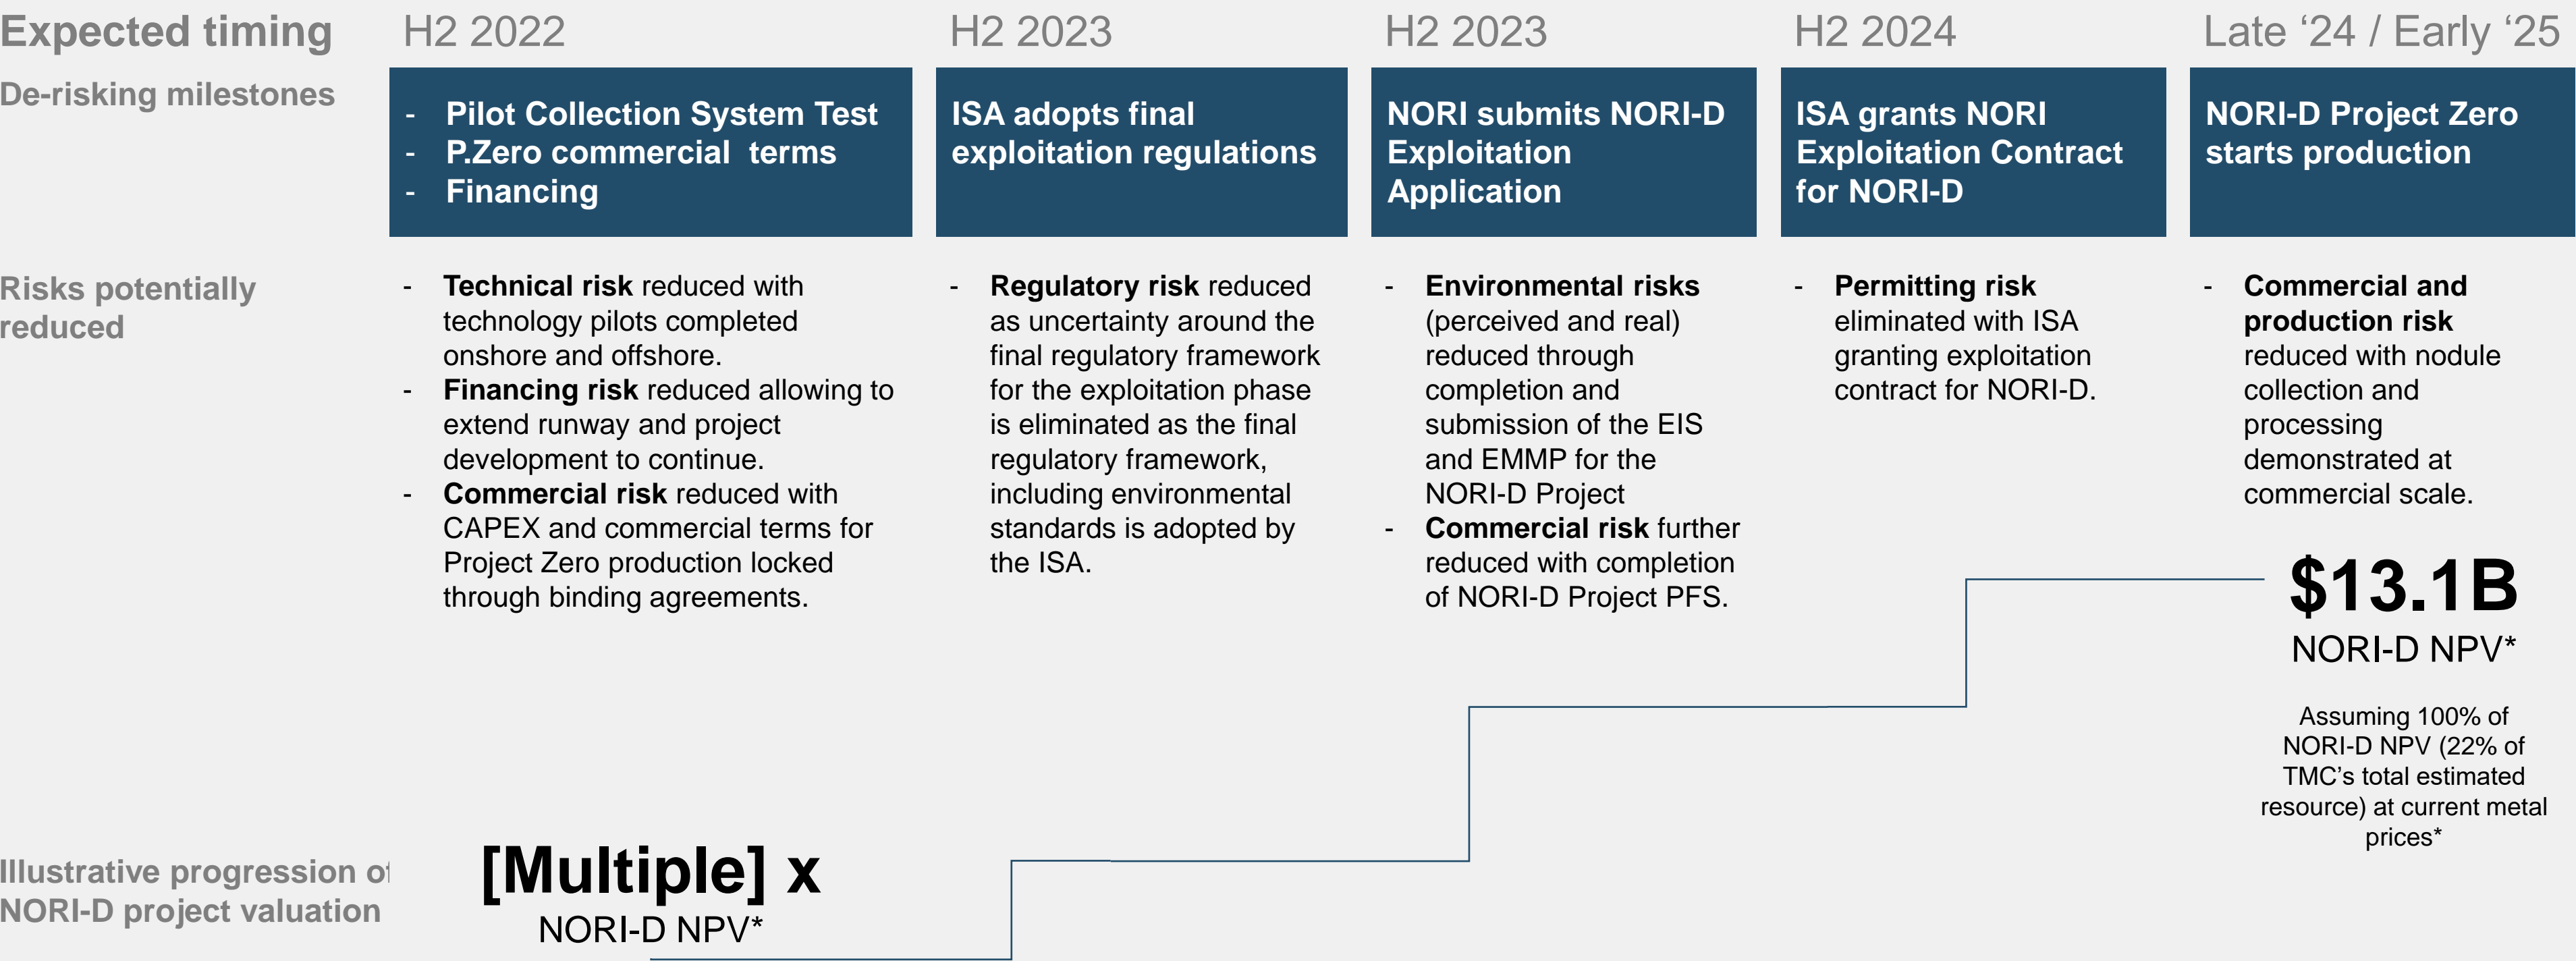 Expected timing
H2 2022
H2 2023
H2 2023
H2 2024
Late ‘24 / Early ‘25
De-risking milestones
- Pilot Collection System Test
- P.Zero commercial  terms
- Financing
ISA adopts final
exploitation regulations
NORI submits NORI-D
Exploitation
Application
ISA grants NORI
Exploitation Contract
for NORI-D
NORI-D Project Zero
starts production
Risks potentially
reduced
- Technical risk reduced with
technology pilots completed
onshore and offshore.
- Financing risk reduced allowing to
extend runway and project
development to continue.
- Commercial risk reduced with
CAPEX and commercial terms for
Project Zero production locked
through binding agreements.
- Regulatory risk reduced
as uncertainty around the
final regulatory framework
for the exploitation phase
is eliminated as the final
regulatory framework,
including environmental
standards is adopted by
the ISA.
- Environmental risks
(perceived and real)
reduced through
completion and
submission of the EIS
and EMMP for the
NORI-D Project
- Commercial risk further
reduced with completion
of NORI-D Project PFS.
- Permitting risk
eliminated with ISA
granting exploitation
contract for NORI-D.
- Commercial and
production risk
reduced with nodule
collection and
processing
demonstrated at
commercial scale.
$13.1B
NORI-D NPV*
Assuming 100% of
NORI-D NPV (22% of
TMC’s total estimated
resource) at current metal
prices*
Illustrative progression of
NORI-D project valuation
[Multiple] x
NORI-D NPV*